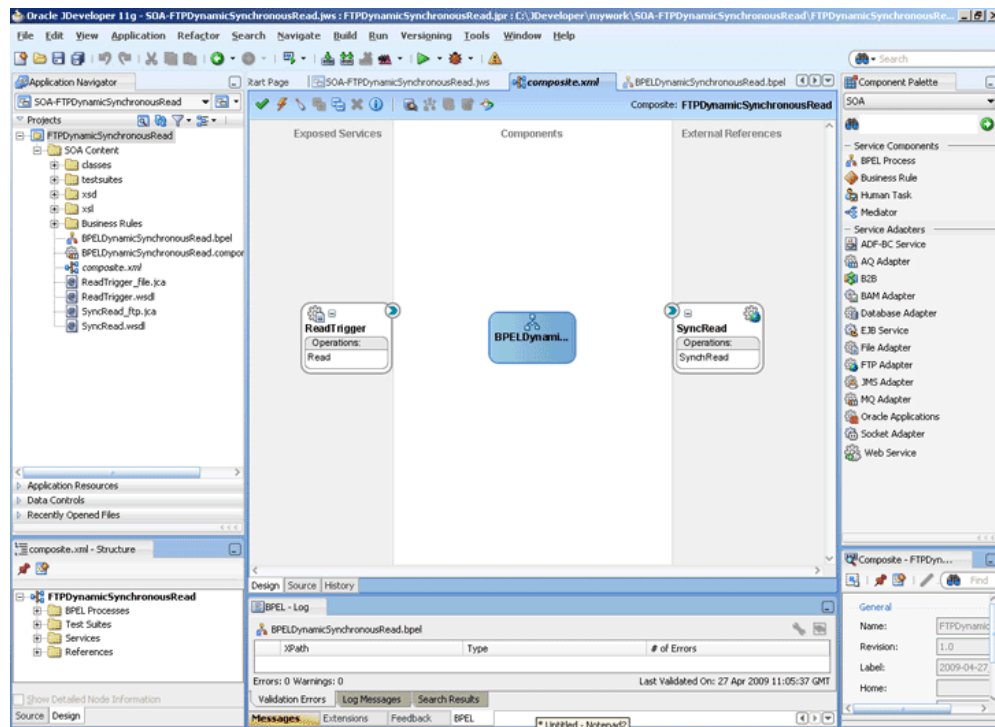 Oracle JDeveloper 11g - SOA-FTPDynamicSynchronousRead.jws : FTPDynamicSynchronousRead.jpr : C:\JDeveloper\mywork\SOA-FTPDynamicSynchronousRead\FTPDynamicSynchronousRe...
File Edit View Application Refactor Search Navigate Build Run Versigning Tools Window Help
Search
Application Navigator
SOA-FTPDynamicSynchronousRead
Projects
FTPDynamicSynchronousRead
SOA Content
classes
testsuites
xsd
xsl
Business Rules
BPELDynamicSynchronousRead.bpel
BPELDynamicSynchronousRead.compor
composite.xml
ReadTrigger_file.jca
ReadTrigger.wsdl
SyncRead_ftp.jca
SyncRead.wsdl
Application Resources
Data Controls
Recently Opened Files
composite.xml - Structure
FTPDynamicSynchronousRead
BPEL Processes
Test Suites
Services
References
Show Detailed Node Information
Source Design
tart Page SOA-FTPDynamicSynchronousRead.jws composite.xml BPELDynamicSynchronousRead.bpel
Composite: FTPDynamicSynchronousRead
Exposed Services Components External References
ReadTrigger
Operations:
Read
BPELDynami...
SyncRead
Operations:
SynchRead
Design Source History
BPEL - Log
BPELDynamicSynchronousRead.bpel
XPath Type # of Errors
Errors: 0 Warnings: 0 Last Validated On: 27 Apr 2009 11:05:37 GMT
Validation Errors Log Messages Search Results
Messages Extensions Feedback BPEL
* Untitled - Notepad2
Component Palette
SOA
Service Components
BPEL Process
Business Rule
Human Task
Mediator
Service Adapters
ADF-BC Service
AQ Adapter
B2B
BAM Adapter
Database Adapter
EJB Service
File Adapter
FTP Adapter
JMS Adapter
MQ Adapter
Oracle Applications
Socket Adapter
Web Service
Composite - FTPDyn...
Find
General
Name: FTPDynamic
Revision: 1.0
Label: 2009-04-27
Home: